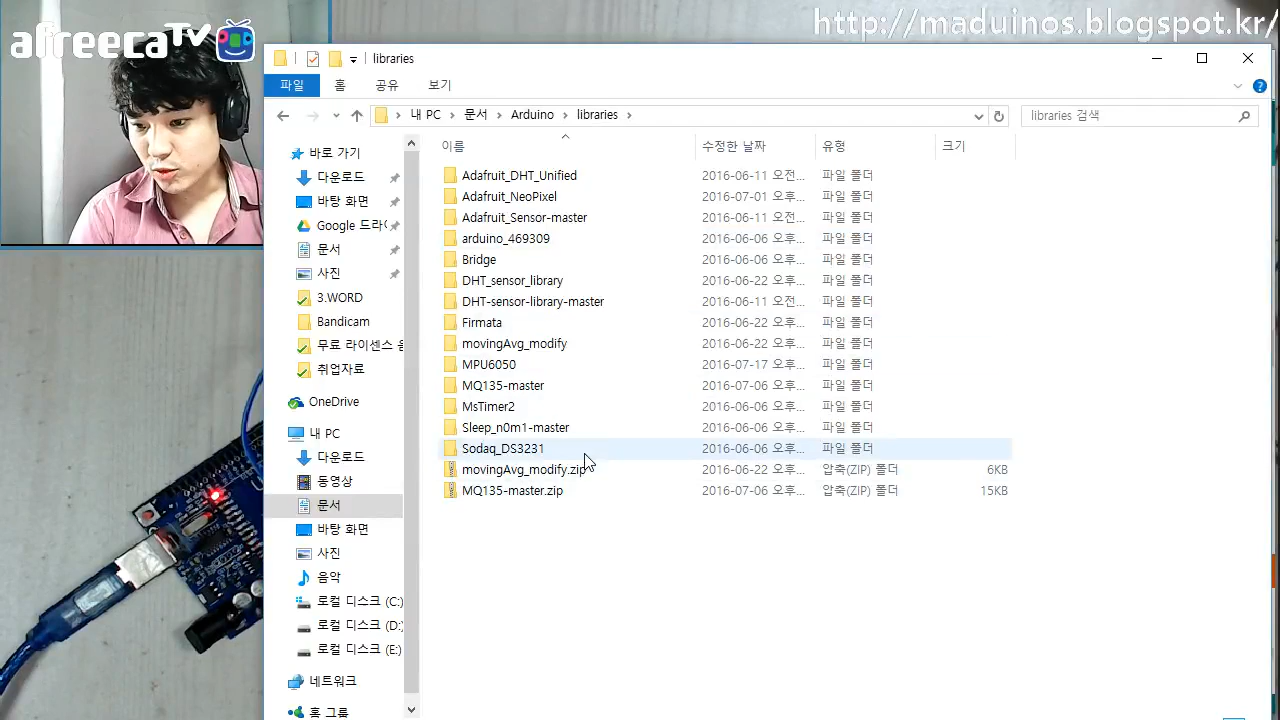 afreecaTV
http://maduinos.blogspot.kr/
libraries
파일 홈 공유 보기
내 PC 문서 Arduino libraries
libraries 검색
이름 수정한 날짜 유형 크기
바로 가기
다운로드
바탕 화면
Google 드라
문서
사진
3.WORD
Bandicam
무료 라이센스
취업자료
OneDrive
내 PC
다운로드
동영상
문서
바탕 화면
사진
음악
로컬 디스크 (C:)
로컬 디스크 (D:)
로컬 디스크 (E:)
네트워크
홈 그룹
Adafruit_DHT_Unified 2016-06-11 오전... 파일 폴더
Adafruit_NeoPixel 2016-07-01 오후... 파일 폴더
Adafruit_Sensor-master 2016-06-11 오전... 파일 폴더
arduino_469309 2016-06-06 오후... 파일 폴더
Bridge 2016-06-06 오후... 파일 폴더
DHT_sensor_library 2016-06-22 오후... 파일 폴더
DHT-sensor-library-master 2016-06-11 오전... 파일 폴더
Firmata 2016-06-22 오후... 파일 폴더
movingAvg_modify 2016-06-22 오후... 파일 폴더
MPU6050 2016-07-17 오후... 파일 폴더
MQ135-master 2016-07-06 오후... 파일 폴더
MsTimer2 2016-06-06 오후... 파일 폴더
Sleep_n0m1-master 2016-06-06 오후... 파일 폴더
Sodaq_DS3231 2016-06-06 오후... 파일 폴더
movingAvg_modify.zip 2016-06-22 오후... 압축(ZIP) 폴더 6KB
MQ135-master.zip 2016-07-06 오후... 압축(ZIP) 폴더 15KB